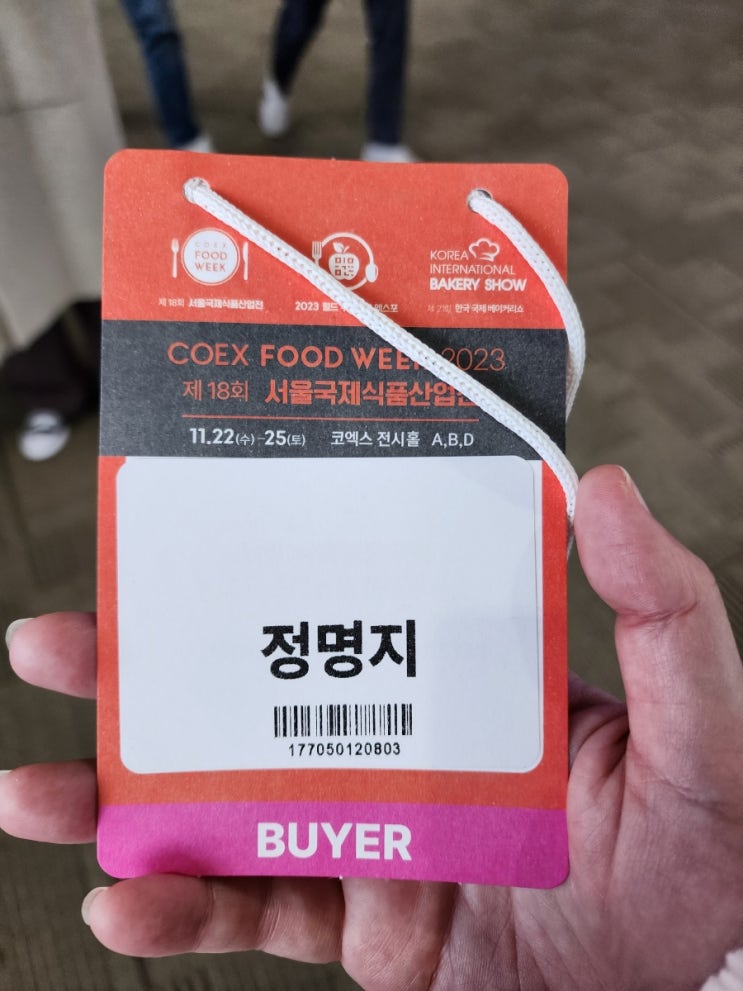 COEX
FOOD
WEEK
제 18회 서울국제식품산업전
2023 월드
KOREA
INTERNATIONAL
BAKERY SHOW
한국 국제 베이커리쇼
COEX FOOD WEEK 2023
제 18회 서울국제식품산업전
11.22(수)-25(토) 코엑스 전시홀 A,B,D
정명지
177050120803
BUYER